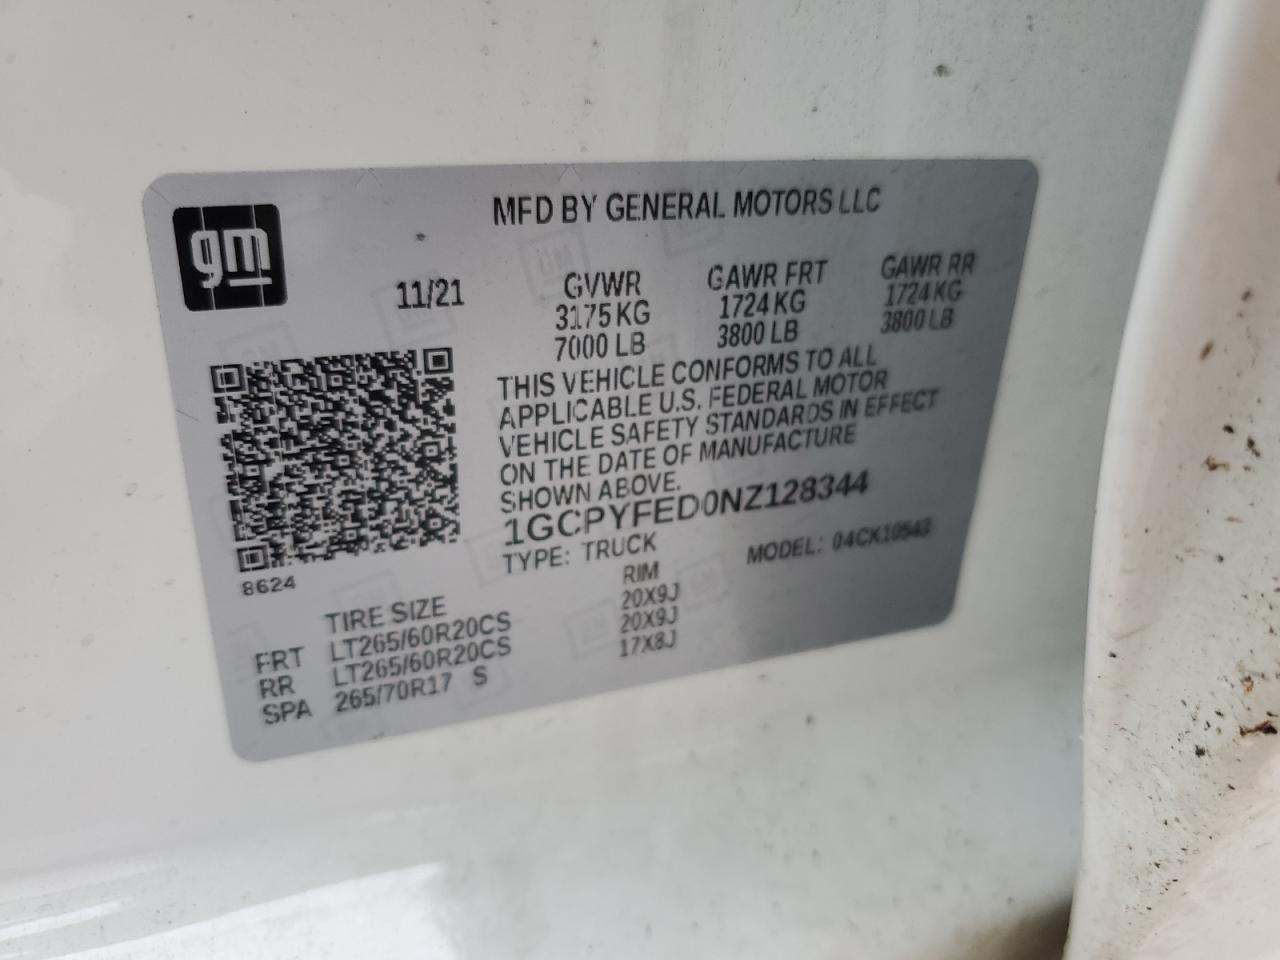 MFD BY GENERAL MOTORS LLC
gm
11/21
GVWR GAWR FRT GAWR RR
3175 KG 1724 KG 1724 KG
7000 LB 3800 LB 3800 LB
THIS VEHICLE CONFORMS TO ALL
APPLICABLE U.S. FEDERAL MOTOR
VEHICLE SAFETY STANDARDS IN EFFECT
ON THE DATE OF MANUFACTURE
SHOWN ABOVE.
1GCPYFED0NZ128344
TYPE: TRUCK MODEL: 04CK10543
8624
TIRE SIZE RIM
FRT LT265/60R20CS 20X9J
RR LT265/60R20CS 20X9J
SPA 265/70R17 S 17X8J